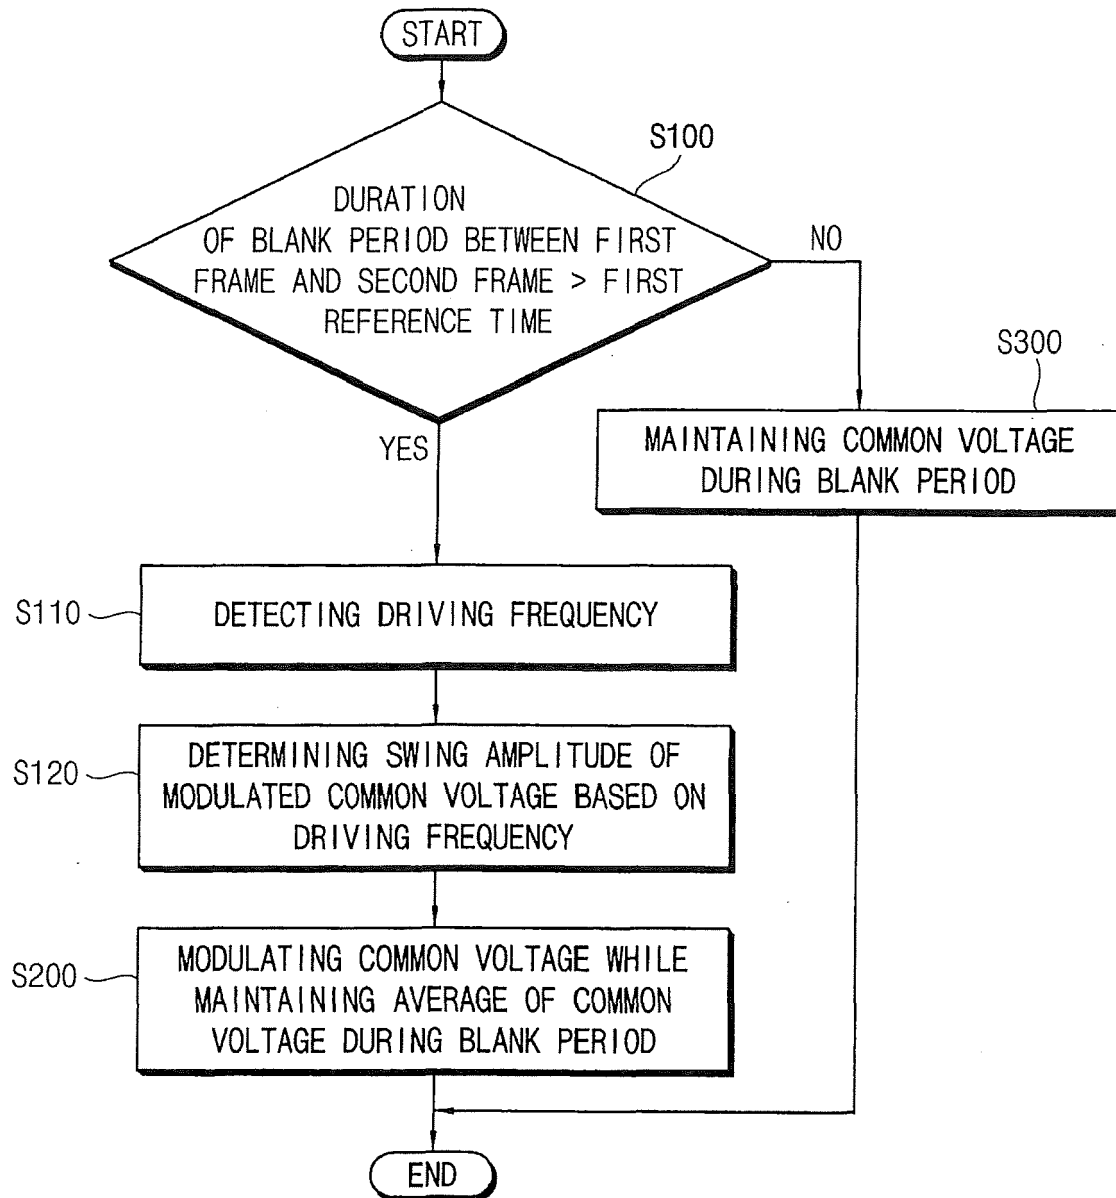 START
S100
DURATION
OF BLANK PERIOD BETWEEN FIRST
FRAME AND SECOND FRAME > FIRST
REFERENCE TIME
NO
YES
S300
MAINTAINING COMMON VOLTAGE
DURING BLANK PERIOD
S110
DETECTING DRIVING FREQUENCY
S120
DETERMINING SWING AMPLITUDE OF
MODULATED COMMON VOLTAGE BASED ON
DRIVING FREQUENCY
S200
MODULATING COMMON VOLTAGE WHILE
MAINTAINING AVERAGE OF COMMON
VOLTAGE DURING BLANK PERIOD
END